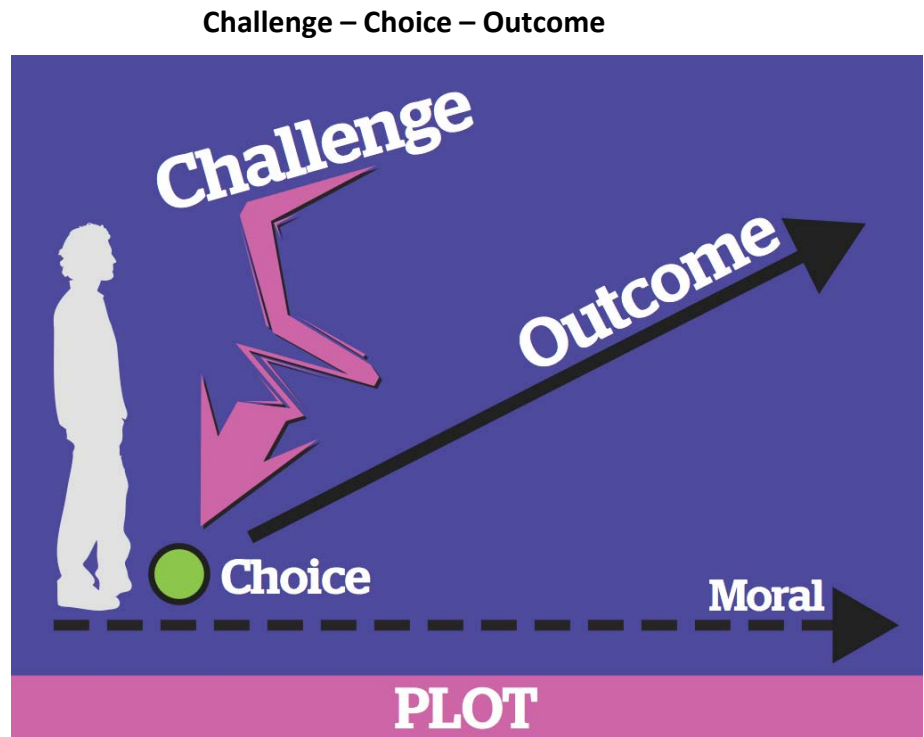 Challenge – Choice – Outcome
Challenge
Outcome
Choice
Moral
PLOT